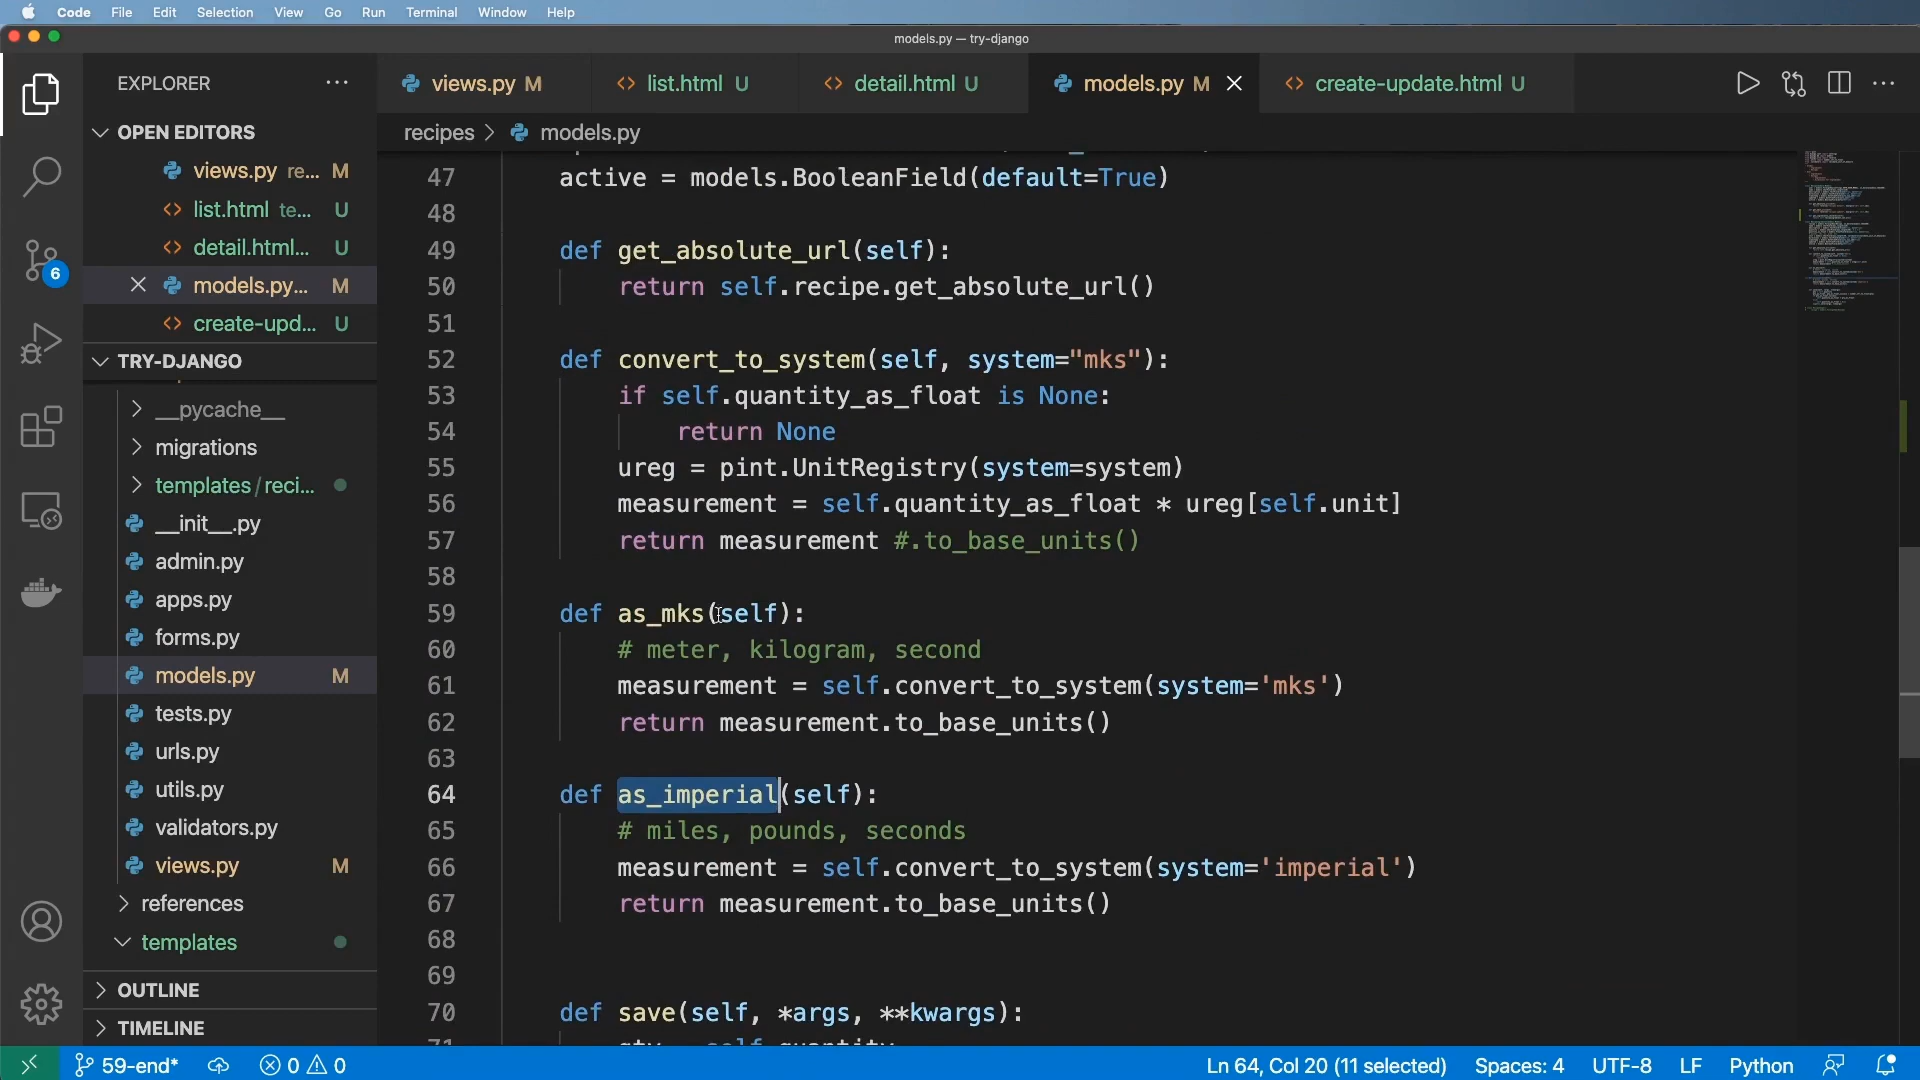 Code File Edit Selection View Go Run Terminal Window Help
models.py — try-django
EXPLORER
OPEN EDITORS
views.py re... M
list.html te... U
detail.html... U
models.py... M
create-upd... U
TRY-DJANGO
__pycache__
migrations
templates/reci...
__init__.py
admin.py
apps.py
forms.py
models.py M
tests.py
urls.py
utils.py
validators.py
views.py M
references
templates
OUTLINE
TIMELINE
6
views.py M list.html U detail.html U models.py M create-update.html U
recipes > models.py
47 active = models.BooleanField(default=True)
48
49 def get_absolute_url(self):
50 return self.recipe.get_absolute_url()
51
52 def convert_to_system(self, system="mks"):
53 if self.quantity_as_float is None:
54 return None
55 ureg = pint.UnitRegistry(system=system)
56 measurement = self.quantity_as_float * ureg[self.unit]
57 return measurement #.to_base_units()
58
59 def as_mks(self):
60 # meter, kilogram, second
61 measurement = self.convert_to_system(system='mks')
62 return measurement.to_base_units()
63
64 def as_imperial(self):
65 # miles, pounds, seconds
66 measurement = self.convert_to_system(system='imperial')
67 return measurement.to_base_units()
68
69
70 def save(self, *args, **kwargs):
59-end* 0 0 Ln 64, Col 20 (11 selected) Spaces: 4 UTF-8 LF Python